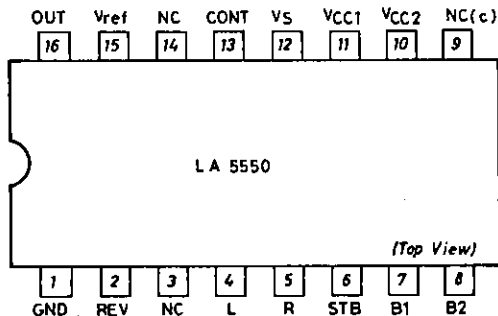 OUT Vref NC CONT VS VCC1 VCC2 NC(c)
16 15 14 13 12 11 10 9
LA 5550
(Top View)
1 2 3 4 5 6 7 8
GND REV NC L R STB B1 B2